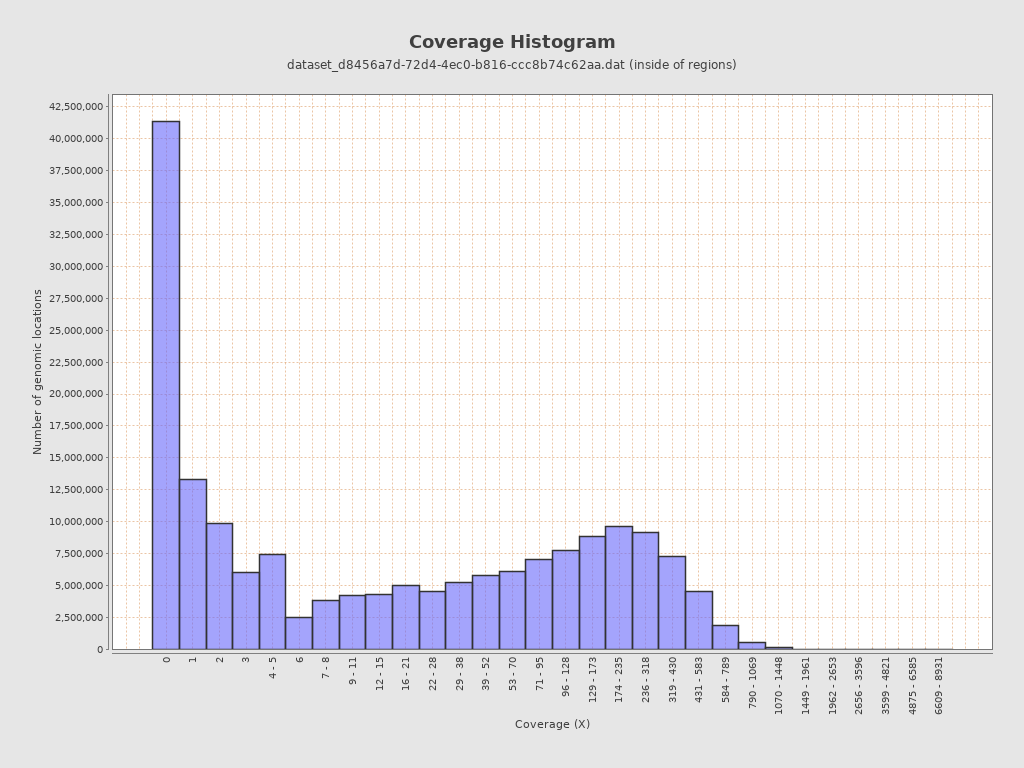 Coverage Histogram
dataset_d8456a7d-72d4-4ec0-b816-ccc8b74c62aa.dat (inside of regions)
Number of genomic locations
42,500,000
40,000,000
37,500,000
35,000,000
32,500,000
30,000,000
27,500,000
25,000,000
22,500,000
20,000,000
17,500,000
15,000,000
12,500,000
10,000,000
7,500,000
5,000,000
2,500,000
0
0
1
2
3
4 - 5
6
7 - 8
9 - 11
12 - 15
16 - 21
22 - 28
29 - 38
39 - 52
53 - 70
71 - 95
96 - 128
129 - 173
174 - 235
236 - 318
319 - 430
431 - 583
584 - 789
790 - 1069
1070 - 1448
1449 - 1961
1962 - 2653
2656 - 3596
3599 - 4821
4875 - 6585
6609 - 8931
Coverage (X)